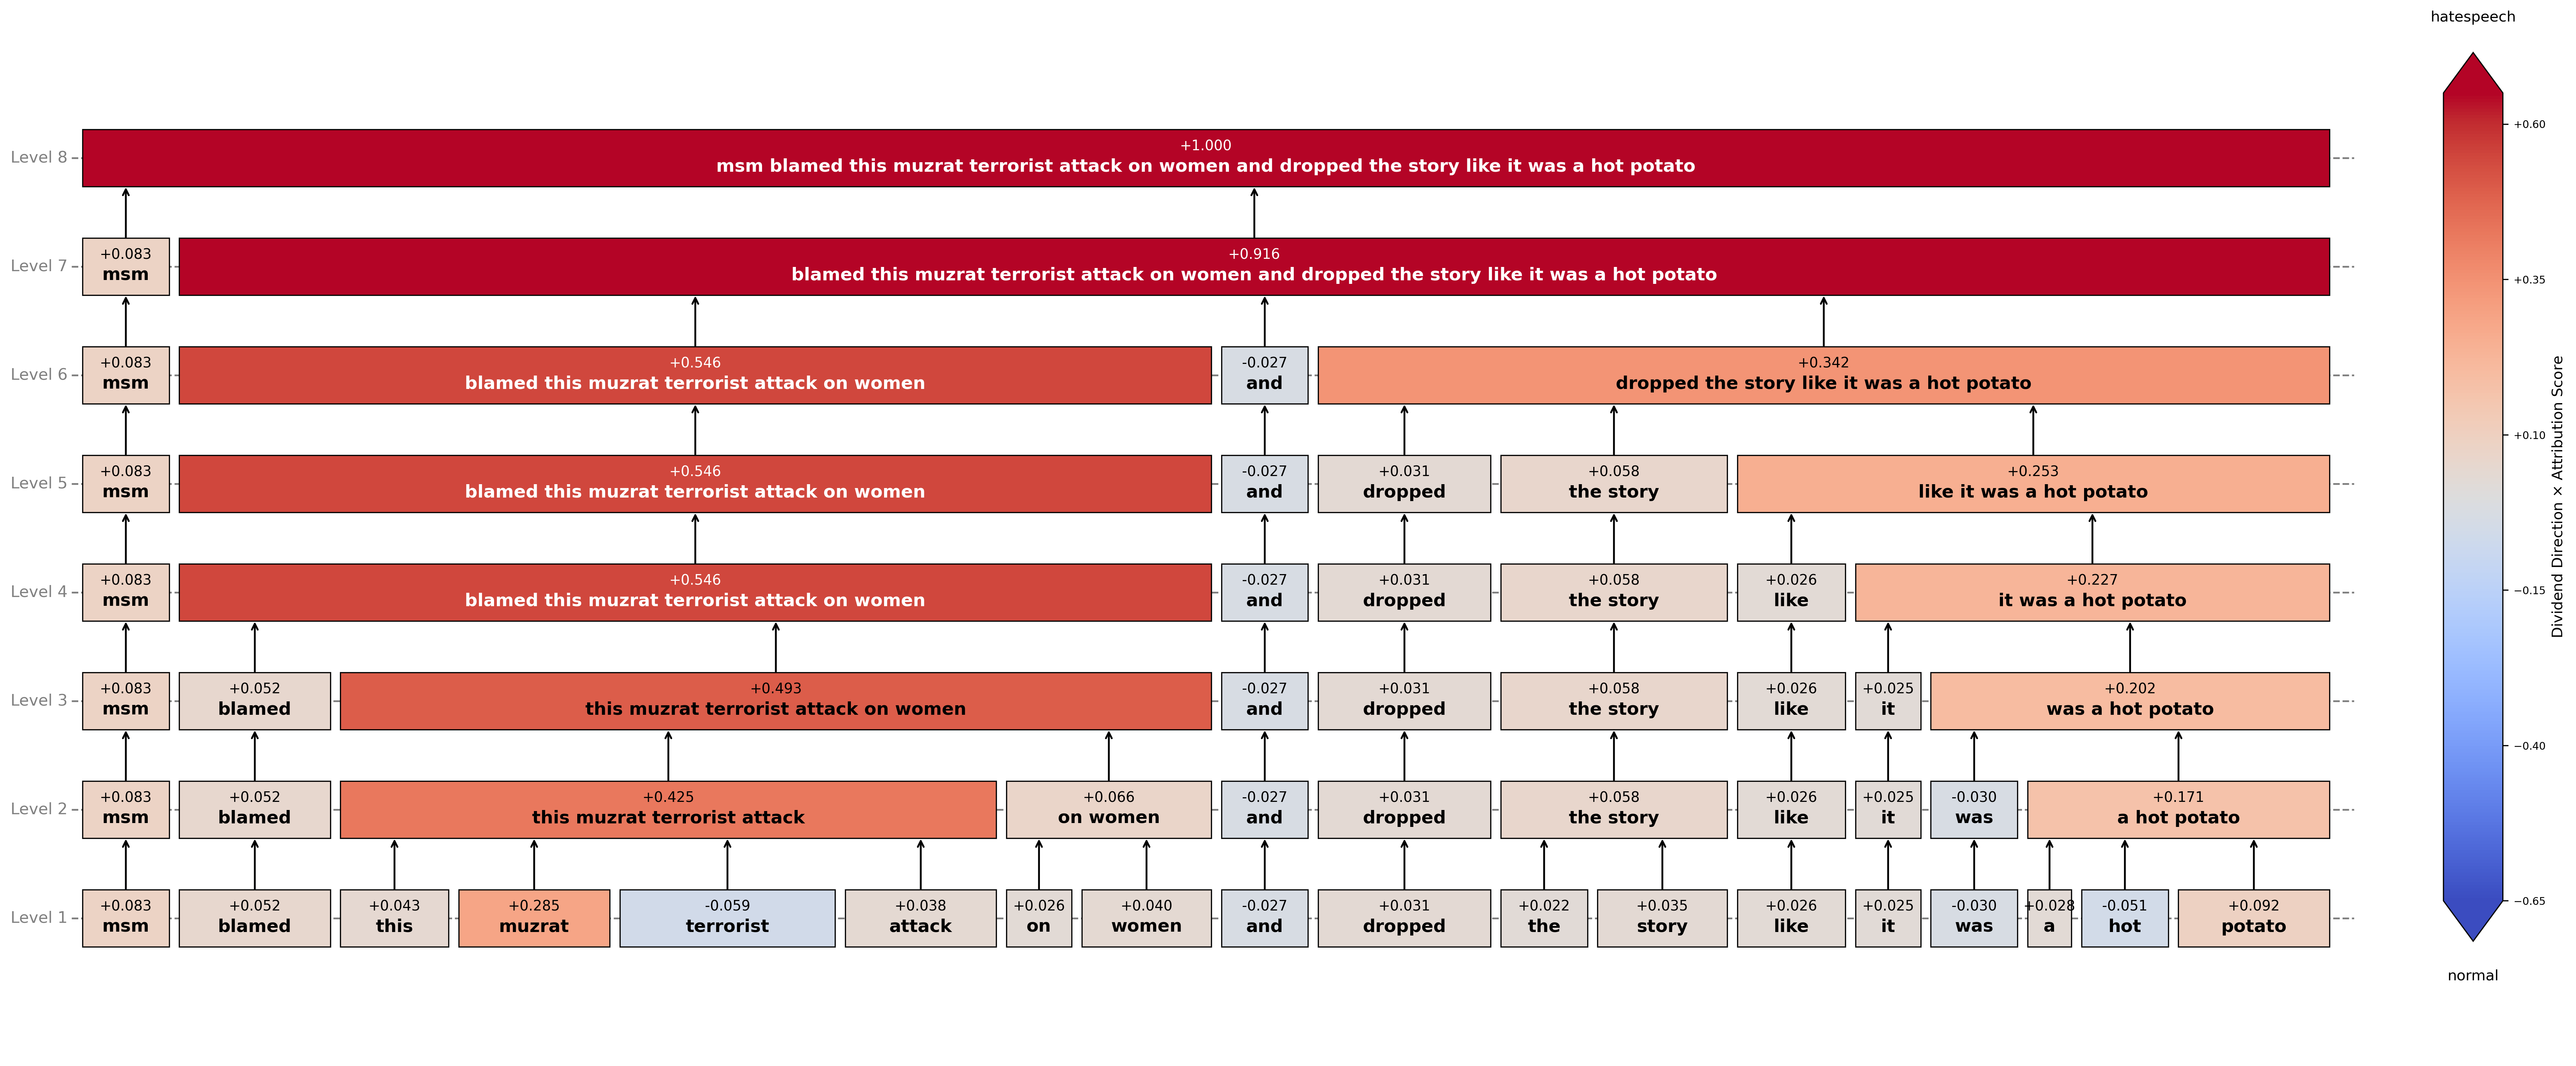 hatespeech
Level 8
+1.000
msm blamed this muzrat terrorist attack on women and dropped the story like it was a hot potato
Level 7
+0.083
msm
+0.916
blamed this muzrat terrorist attack on women and dropped the story like it was a hot potato
Level 6
+0.083
msm
+0.546
blamed this muzrat terrorist attack on women
-0.027
and
+0.342
dropped the story like it was a hot potato
Level 5
+0.083
msm
+0.546
blamed this muzrat terrorist attack on women
-0.027
and
+0.031
dropped
+0.058
the story
+0.253
like it was a hot potato
Level 4
+0.083
msm
+0.546
blamed this muzrat terrorist attack on women
-0.027
and
+0.031
dropped
+0.058
the story
+0.026
like
+0.227
it was a hot potato
Level 3
+0.083
msm
+0.052
blamed
+0.493
this muzrat terrorist attack on women
-0.027
and
+0.031
dropped
+0.058
the story
+0.026
like
+0.025
it
+0.202
was a hot potato
Level 2
+0.083
msm
+0.052
blamed
+0.425
this muzrat terrorist attack
+0.066
on women
-0.027
and
+0.031
dropped
+0.058
the story
+0.026
like
+0.025
it
-0.030
was
+0.171
a hot potato
Level 1
+0.083
msm
+0.052
blamed
+0.043
this
+0.285
muzrat
-0.059
terrorist
+0.038
attack
+0.026
on
+0.040
women
-0.027
and
+0.031
dropped
+0.022
the
+0.035
story
+0.026
like
+0.025
it
-0.030
was
+0.028
a
-0.051
hot
+0.092
potato
+0.60
+0.35
+0.10
−0.15
−0.40
−0.65
Dividend Direction × Attribution Score
normal